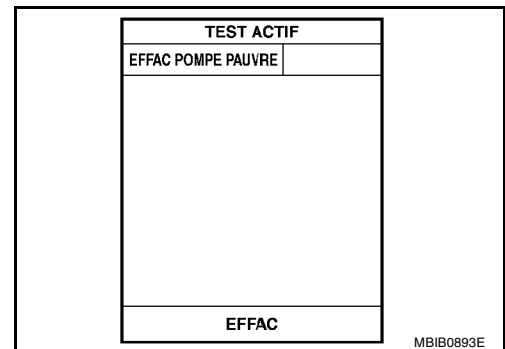 TEST ACTIF
EFFAC POMPE PAUVRE
EFFAC
MBIB0893E